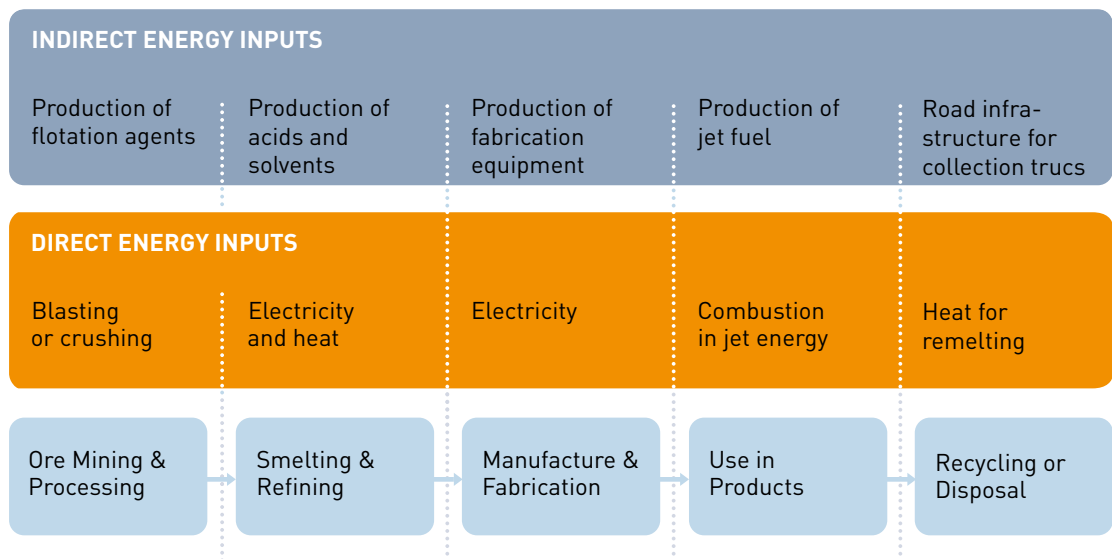 INDIRECT ENERGY INPUTS
Production of
flotation agents
Production of
acids and
solvents
Production of
fabrication
equipment
Production of
jet fuel
Road infra-
structure for
collection trucs
DIRECT ENERGY INPUTS
Blasting
or crushing
Electricity
and heat
Electricity
Combustion
in jet energy
Heat for
remelting
Ore Mining &
Processing
Smelting &
Refining
Manufacture &
Fabrication
Use in
Products
Recycling or
Disposal